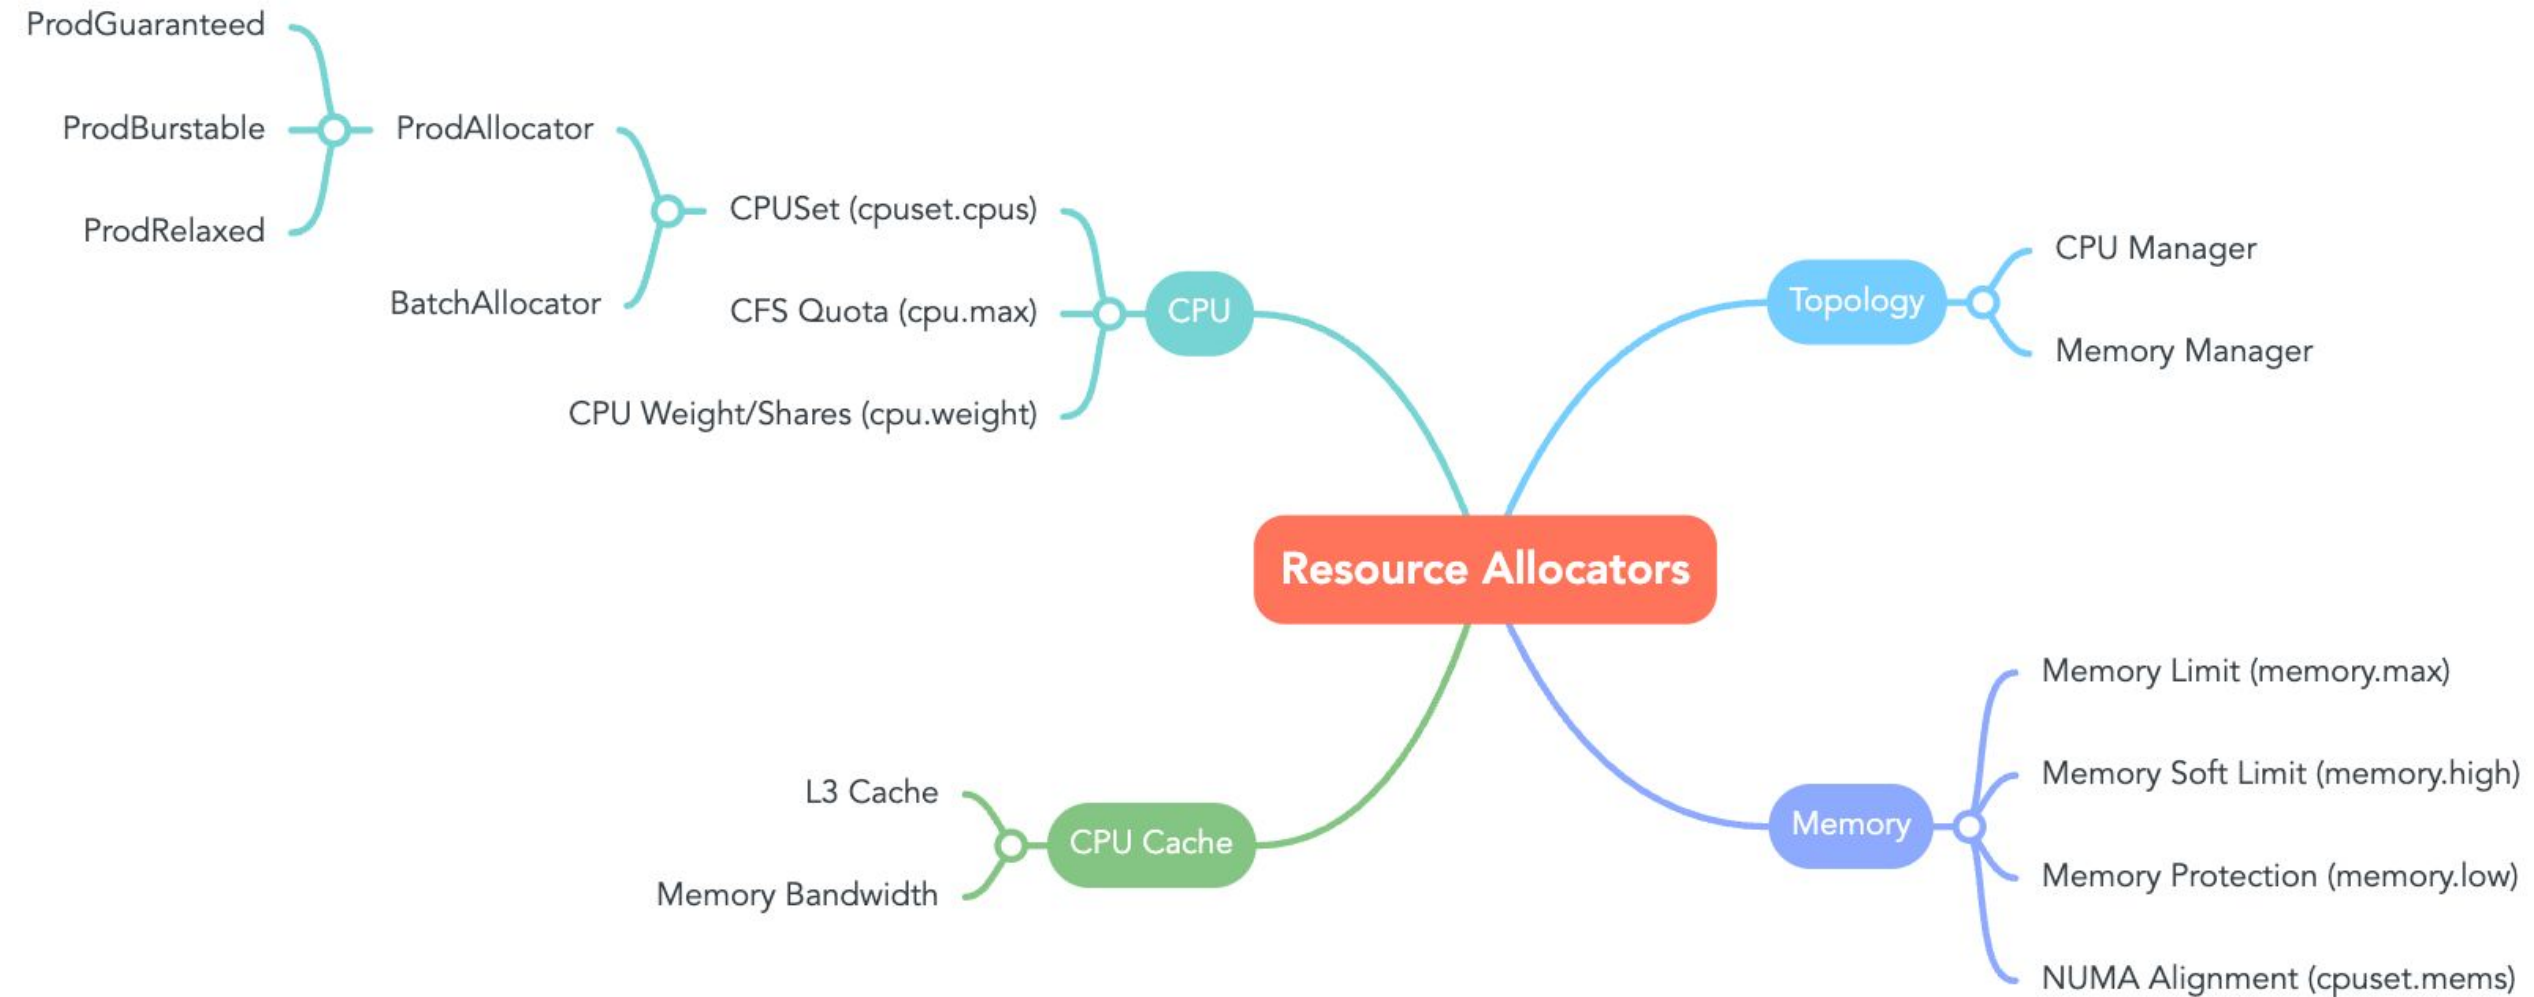 ProdGuaranteed
ProdBurstable
ProdRelaxed
ProdAllocator
BatchAllocator
CPUSet (cpuset.cpus)
CFS Quota (cpu.max)
CPU Weight/Shares (cpu.weight)
CPU
Topology
CPU Manager
Memory Manager
Resource Allocators
L3 Cache
Memory Bandwidth
CPU Cache
Memory
Memory Limit (memory.max)
Memory Soft Limit (memory.high)
Memory Protection (memory.low)
NUMA Alignment (cpuset.mems)